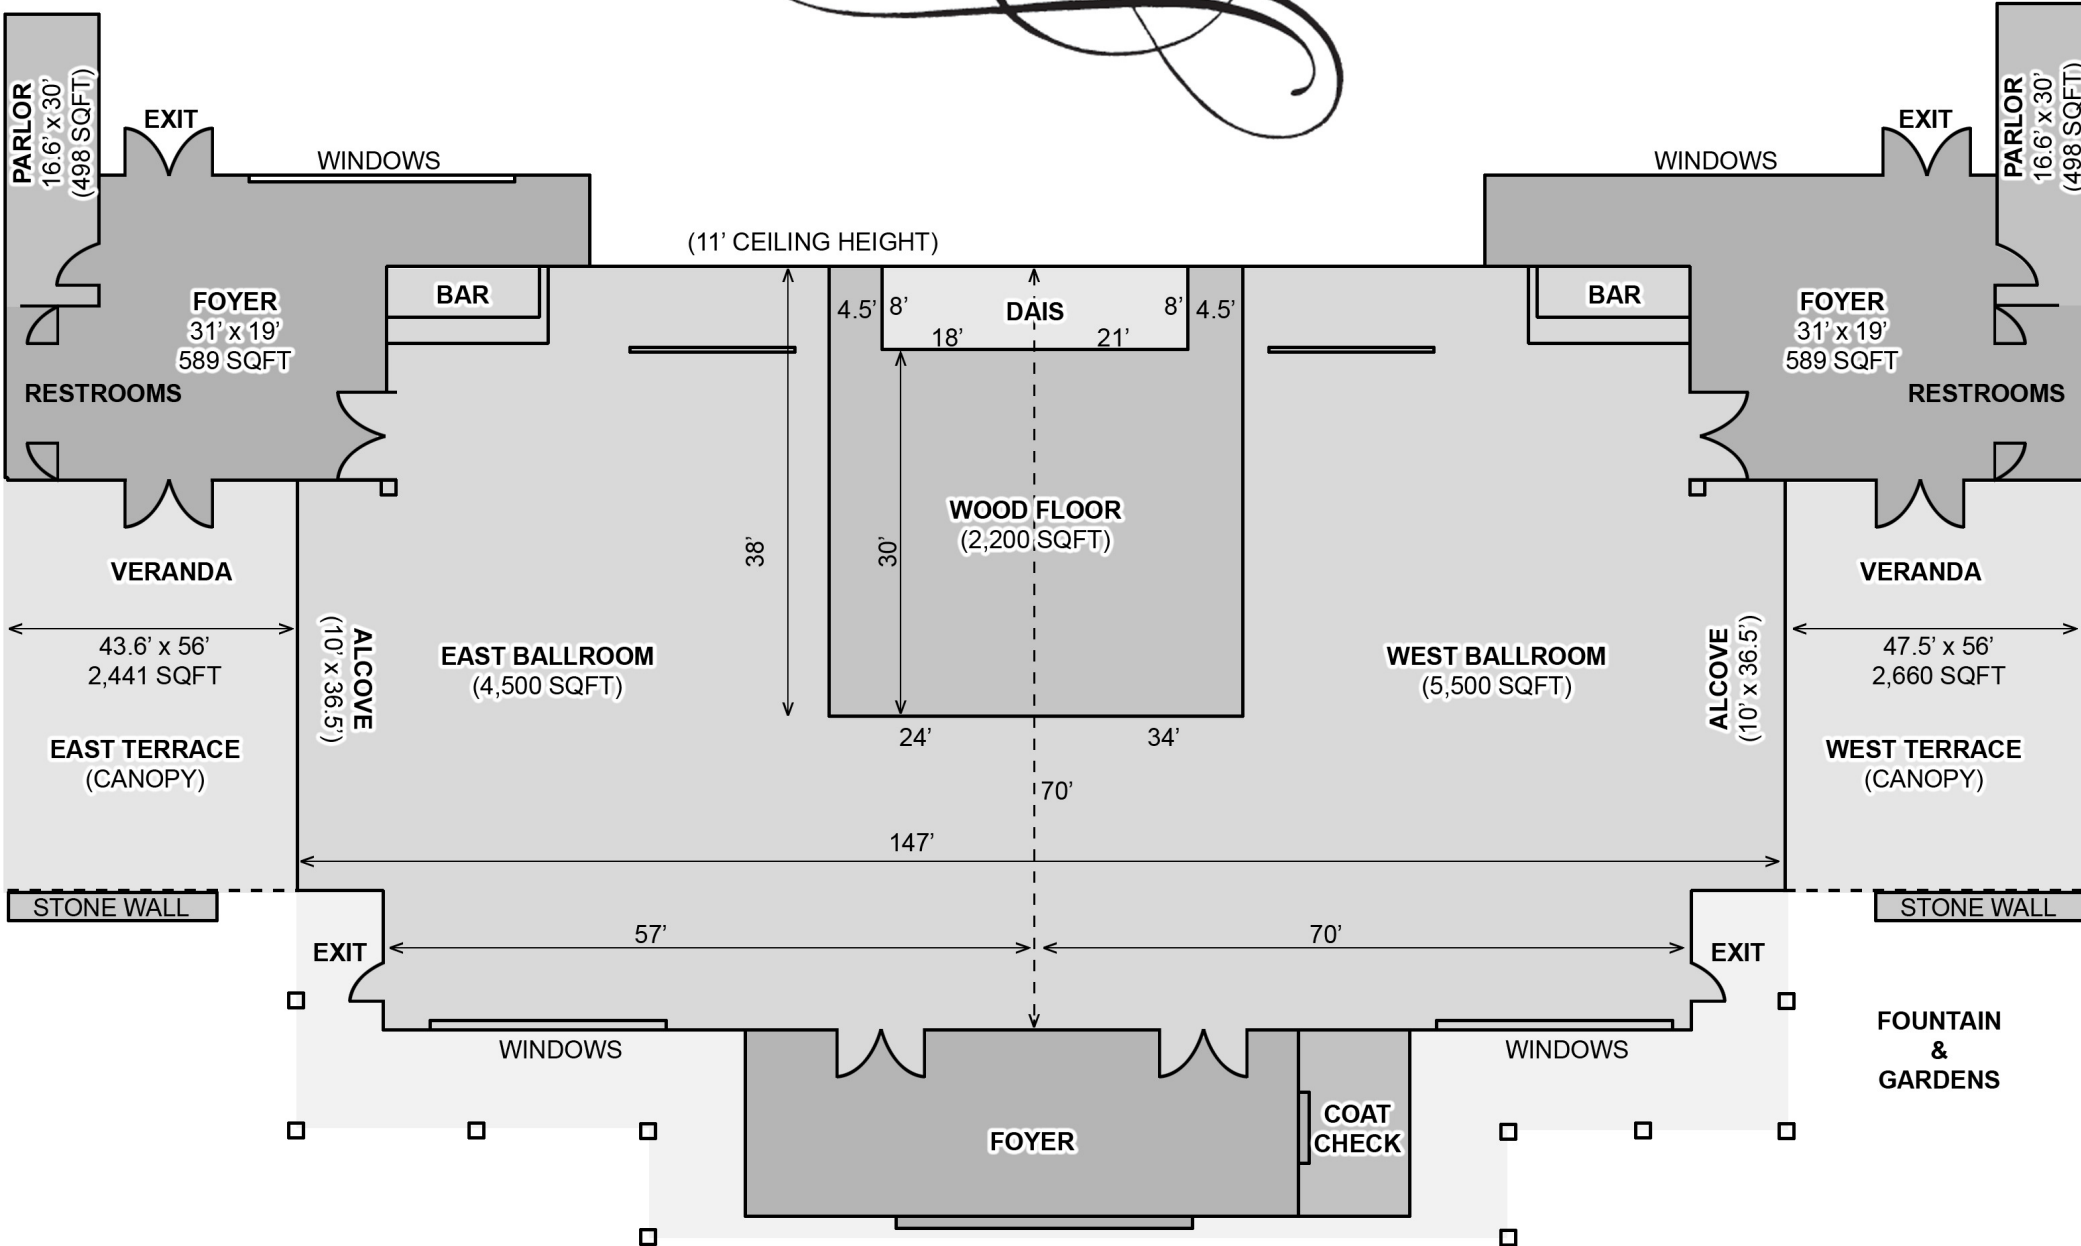 PARLOR
16.6’ x 30’
(498 SQFT)
EXIT
WINDOWS
(11’ CEILING HEIGHT)
WINDOWS
EXIT
PARLOR
16.6’ x 30’
(498 SQFT)
FOYER
31’ x 19’
589 SQFT
RESTROOMS
BAR
4.5’
8’
DAIS
8’
4.5’
18’
21’
BAR
FOYER
31’ x 19’
589 SQFT
RESTROOMS
WOOD FLOOR
(2,200 SQFT)
38’
30’
24’
34’
VERANDA
43.6’ x 56’
2,441 SQFT
EAST TERRACE
(CANOPY)
ALCOVE
(10’ x 36.5’)
EAST BALLROOM
(4,500 SQFT)
WEST BALLROOM
(5,500 SQFT)
ALCOVE
(10’ x 36.5’)
VERANDA
47.5’ x 56’
2,660 SQFT
WEST TERRACE
(CANOPY)
70’
147’
STONE WALL
STONE WALL
57’
70’
EXIT
EXIT
WINDOWS
WINDOWS
FOUNTAIN
&
GARDENS
FOYER
COAT
CHECK